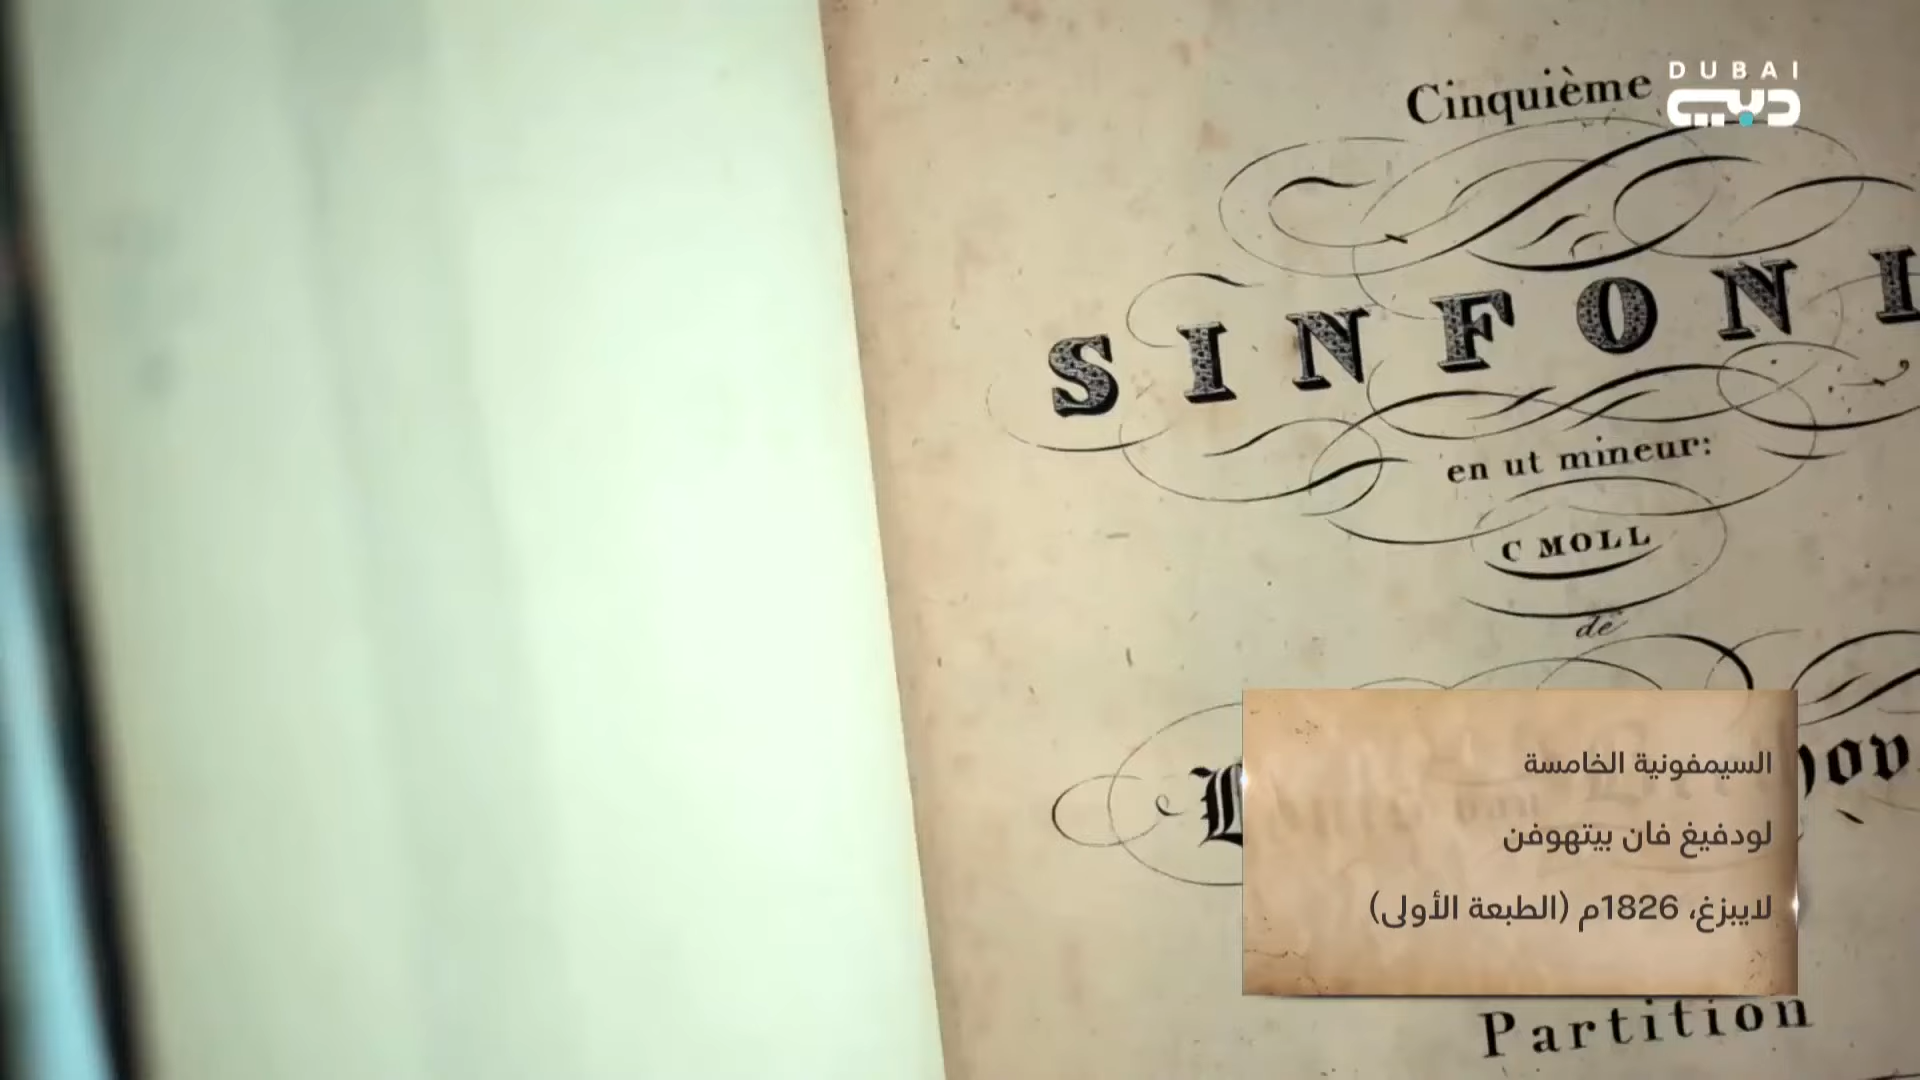 Cinquième
DUBAI
دبي
SINFONI
en ut mineur:
C MOLL
de
السيمفونية الخامسة
لودفيغ فان بيتهوفن
لايبزغ، 1826م (الطبعة الأولى)
Partition